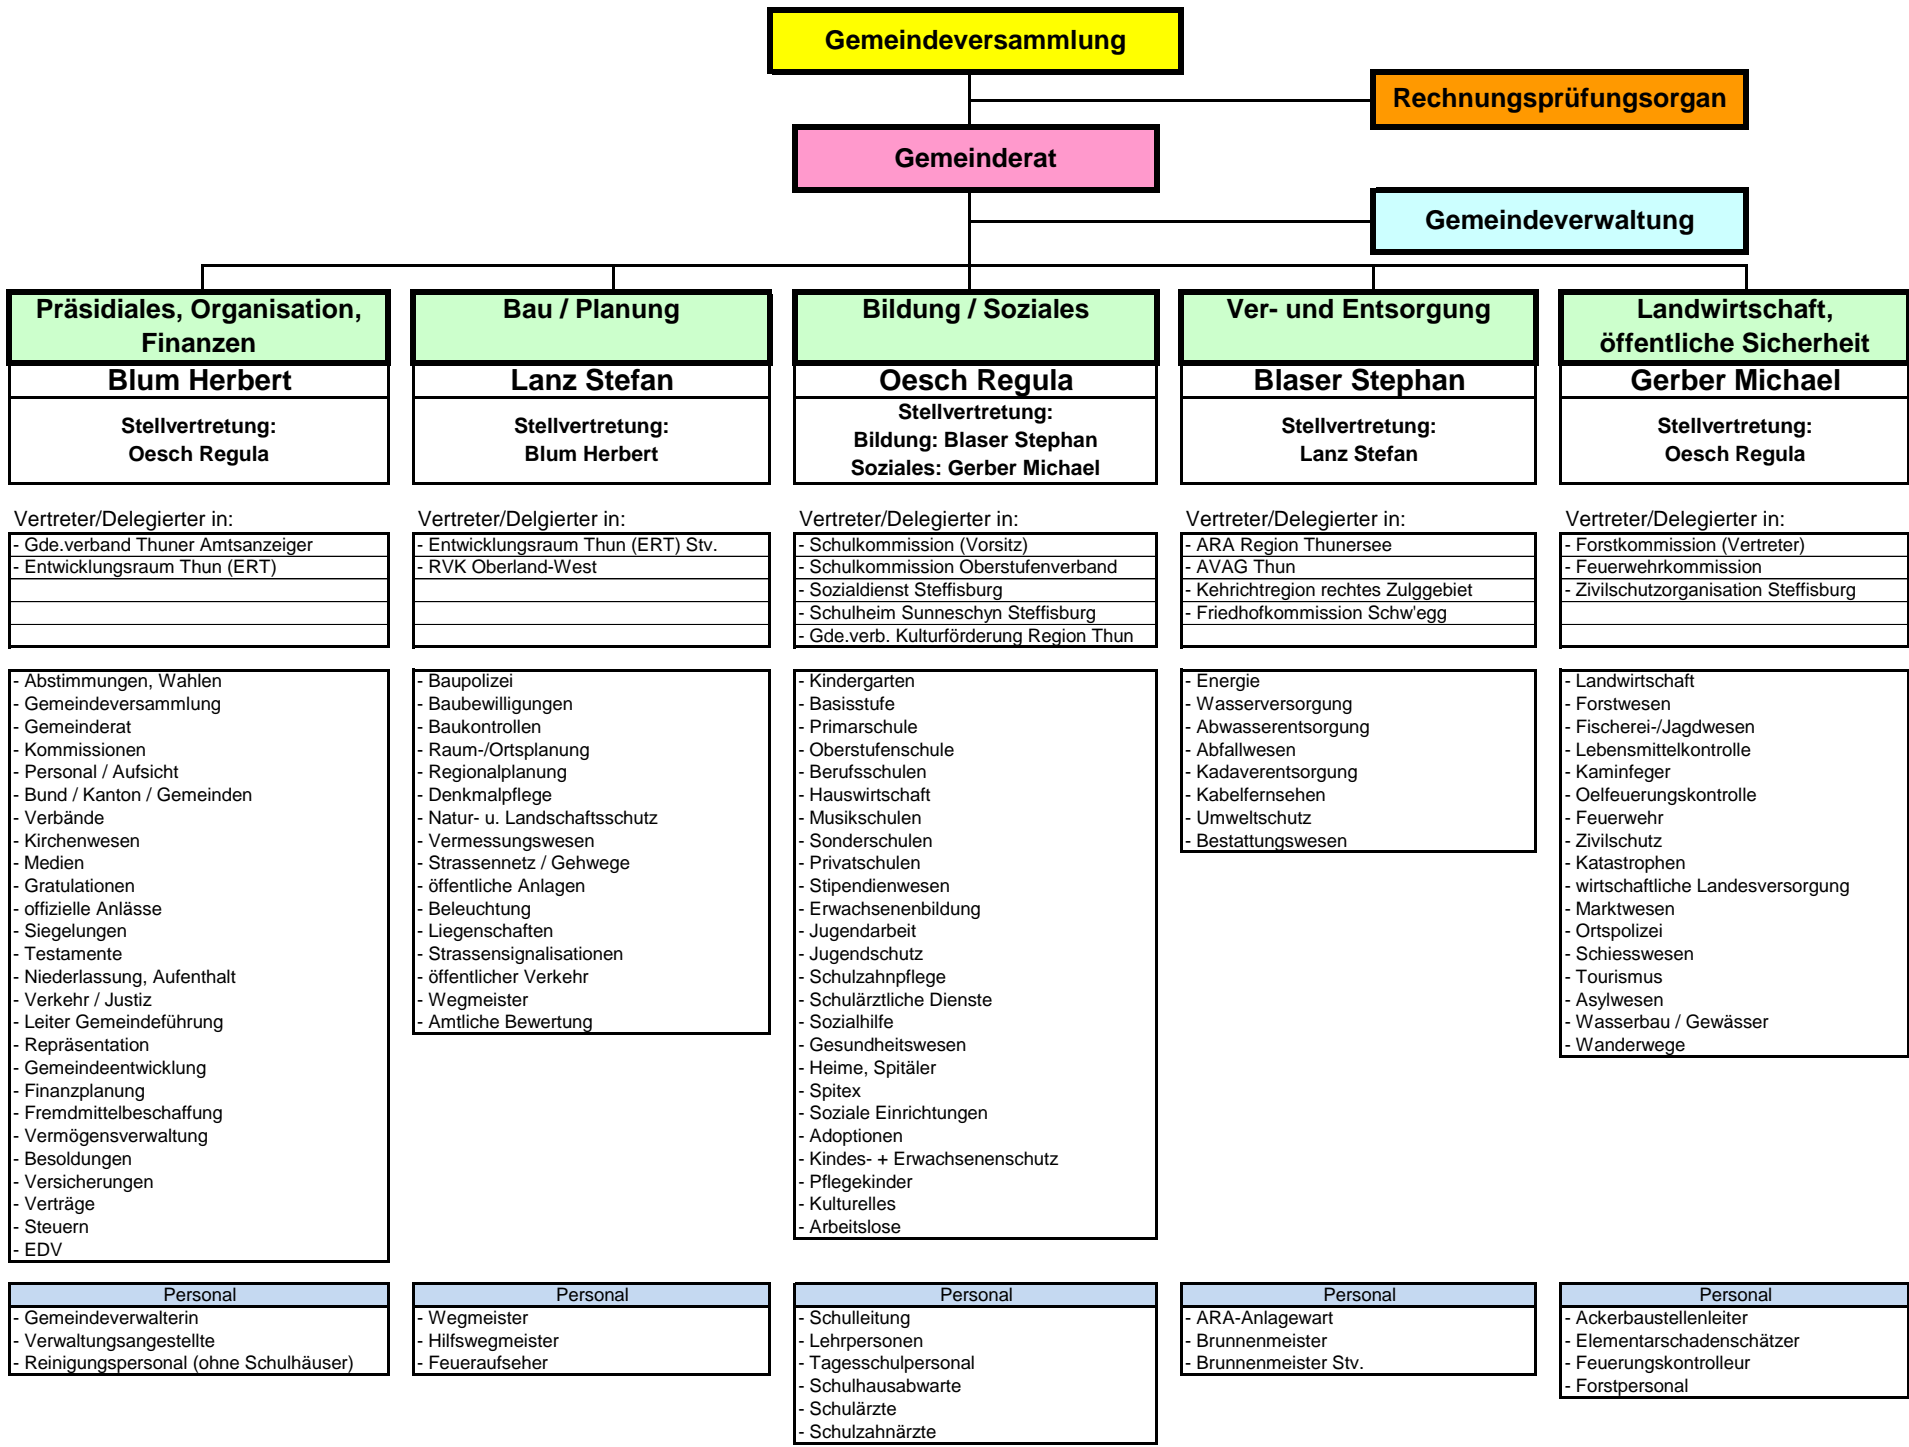 Gemeindeversammlung
Rechnungsprüfungsorgan
Gemeinderat
Gemeindeverwaltung
Präsidiales, Organisation,
Finanzen
Blum Herbert
Stellvertretung:
Oesch Regula
Vertreter/Delegierter in:
- Gde.verband Thuner Amtsanzeiger
- Entwicklungsraum Thun (ERT)
- Abstimmungen, Wahlen
- Gemeindeversammlung
- Gemeinderat
- Kommissionen
- Personal / Aufsicht
- Bund / Kanton / Gemeinden
- Verbände
- Kirchenwesen
- Medien
- Gratulationen
- offizielle Anlässe
- Siegelungen
- Testamente
- Niederlassung, Aufenthalt
- Verkehr / Justiz
- Leiter Gemeindeführung
- Repräsentation
- Gemeindeentwicklung
- Finanzplanung
- Fremdmittelbeschaffung
- Vermögensverwaltung
- Besoldungen
- Versicherungen
- Verträge
- Steuern
- EDV
Personal
- Gemeindeverwalterin
- Verwaltungsangestellte
- Reinigungspersonal (ohne Schulhäuser)
Bau / Planung
Lanz Stefan
Stellvertretung:
Blum Herbert
Vertreter/Delgierter in:
- Entwicklungsraum Thun (ERT) Stv.
- RVK Oberland-West
- Baupolizei
- Baubewilligungen
- Baukontrollen
- Raum-/Ortsplanung
- Regionalplanung
- Denkmalpflege
- Natur- u. Landschaftsschutz
- Vermessungswesen
- Strassennetz / Gehwege
- öffentliche Anlagen
- Beleuchtung
- Liegenschaften
- Strassensignalisationen
- öffentlicher Verkehr
- Wegmeister
- Amtliche Bewertung
Personal
- Wegmeister
- Hilfswegmeister
- Feueraufseher
Bildung / Soziales
Oesch Regula
Stellvertretung:
Bildung: Blaser Stephan
Soziales: Gerber Michael
Vertreter/Delegierter in:
- Schulkommission (Vorsitz)
- Schulkommission Oberstufenverband
- Sozialdienst Steffisburg
- Schulheim Sunneschyn Steffisburg
- Gde.verb. Kulturförderung Region Thun
- Kindergarten
- Basisstufe
- Primarschule
- Oberstufenschule
- Berufsschulen
- Hauswirtschaft
- Musikschulen
- Sonderschulen
- Privatschulen
- Stipendienwesen
- Erwachsenenbildung
- Jugendarbeit
- Jugendschutz
- Schulzahnpflege
- Schulärztliche Dienste
- Sozialhilfe
- Gesundheitswesen
- Heime, Spitäler
- Spitex
- Soziale Einrichtungen
- Adoptionen
- Kindes- + Erwachsenenschutz
- Pflegekinder
- Kulturelles
- Arbeitslose
Personal
- Schulleitung
- Lehrpersonen
- Tagesschulpersonal
- Schulhausabwarte
- Schulärzte
- Schulzahnärzte
Ver- und Entsorgung
Blaser Stephan
Stellvertretung:
Lanz Stefan
Vertreter/Delegierter in:
- ARA Region Thunersee
- AVAG Thun
- Kehrichtregion rechtes Zulggebiet
- Friedhofkommission Schw'egg
- Energie
- Wasserversorgung
- Abwasserentsorgung
- Abfallwesen
- Kadaverentsorgung
- Kabelfernsehen
- Umweltschutz
- Bestattungswesen
Personal
- ARA-Anlagewart
- Brunnenmeister
- Brunnenmeister Stv.
Landwirtschaft,
öffentliche Sicherheit
Gerber Michael
Stellvertretung:
Oesch Regula
Vertreter/Delegierter in:
- Forstkommission (Vertreter)
- Feuerwehrkommission
- Zivilschutzorganisation Steffisburg
- Landwirtschaft
- Forstwesen
- Fischerei-/Jagdwesen
- Lebensmittelkontrolle
- Kaminfeger
- Oelfeuerungskontrolle
- Feuerwehr
- Zivilschutz
- Katastrophen
- wirtschaftliche Landesversorgung
- Marktwesen
- Ortspolizei
- Schiesswesen
- Tourismus
- Asylwesen
- Wasserbau / Gewässer
- Wanderwege
Personal
- Ackerbaustellenleiter
- Elementarschadenschätzer
- Feuerungskontrolleur
- Forstpersonal